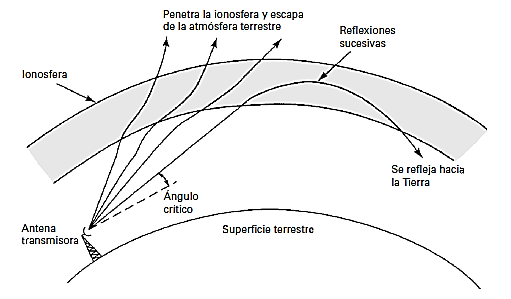 Penetra la ionosfera y escapa
de la atmósfera terrestre
Reflexiones
sucesivas
Ionosfera
Se refleja hacia
la Tierra
Ángulo
crítico
Antena
transmisora
Superficie terrestre